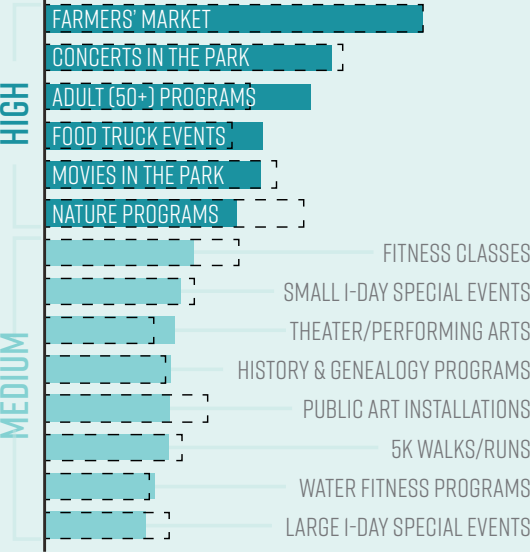 HIGH
FARMERS' MARKET
CONCERTS IN THE PARK
ADULT (50+) PROGRAMS
FOOD TRUCK EVENTS
MOVIES IN THE PARK
NATURE PROGRAMS
MEDIUM
FITNESS CLASSES
SMALL 1-DAY SPECIAL EVENTS
THEATER/PERFORMING ARTS
HISTORY & GENEALOGY PROGRAMS
PUBLIC ART INSTALLATIONS
5K WALKS/RUNS
WATER FITNESS PROGRAMS
LARGE 1-DAY SPECIAL EVENTS